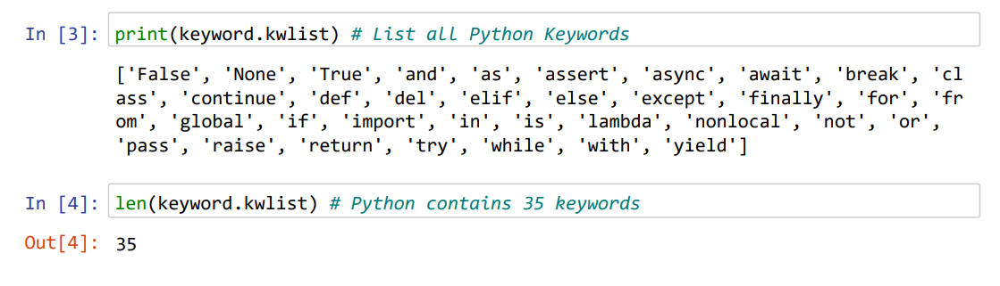 In [3]: print(keyword.kwlist) # List all Python Keywords
['False', 'None', 'True', 'and', 'as', 'assert', 'async', 'await', 'break', 'cl
ass', 'continue', 'def', 'del', 'elif', 'else', 'except', 'finally', 'for', 'fr
om', 'global', 'if', 'import', 'in', 'is', 'lambda', 'nonlocal', 'not', 'or',
'pass', 'raise', 'return', 'try', 'while', 'with', 'yield']
In [4]: len(keyword.kwlist) # Python contains 35 keywords
Out[4]: 35